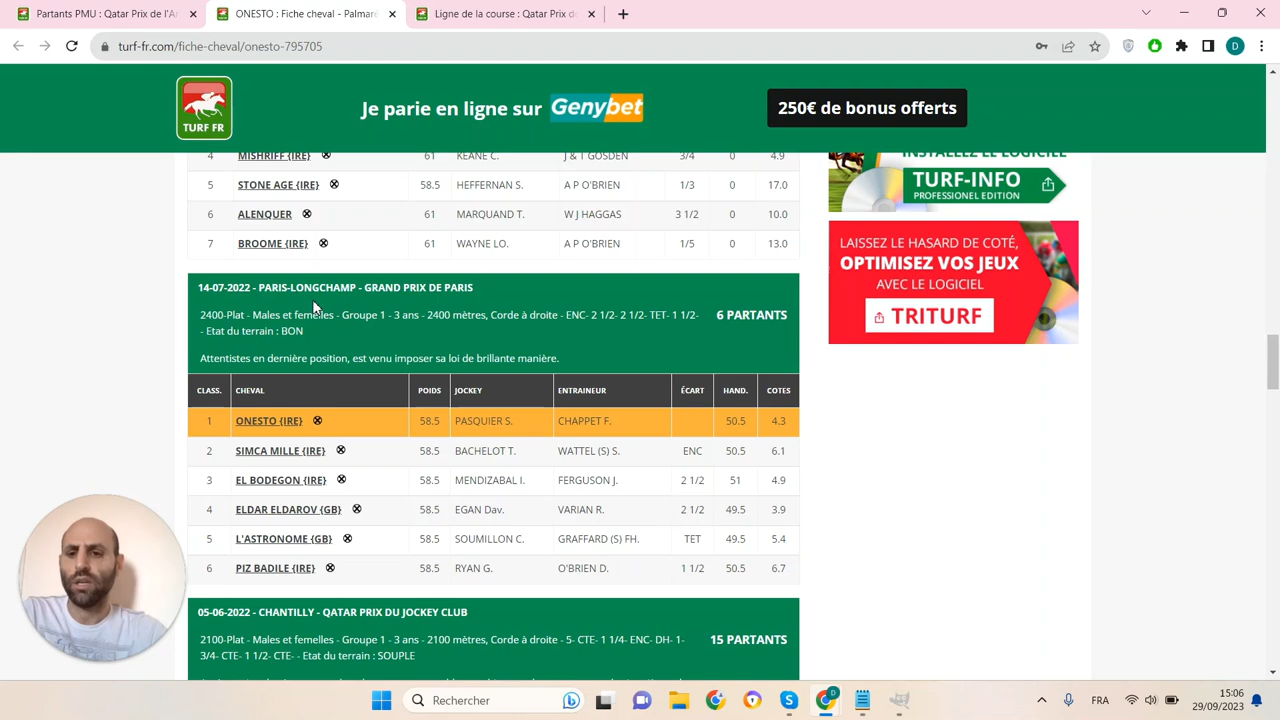 Partants PMU : Qatar Prix de l'Ar
ONESTO : Fiche cheval - Palmarè
Ligne de la course : Qatar Prix de
turf-fr.com/fiche-cheval/onesto-795705
D
TURF FR
Je parie en ligne sur Genybet
250€ de bonus offerts
4 MISHRIFF {IRE} 61 KEANE C. J & T GOSDEN 3/4 0 4.9
5 STONE AGE {IRE} 58.5 HEFFERNAN S. A P O'BRIEN 1/3 0 17.0
6 ALENQUER 61 MARQUAND T. W J HAGGAS 3 1/2 0 10.0
7 BROOME {IRE} 61 WAYNE LO. A P O'BRIEN 1/5 0 13.0
14-07-2022 - PARIS-LONGCHAMP - GRAND PRIX DE PARIS
2400-Plat - Males et femelles - Groupe 1 - 3 ans - 2400 mètres, Corde à droite - ENC- 2 1/2- 2 1/2- TET- 1 1/2-
- Etat du terrain : BON
6 PARTANTS
Attentistes en dernière position, est venu imposer sa loi de brillante manière.
CLASS. CHEVAL POIDS JOCKEY ENTRAINEUR ÉCART HAND. COTES
1 ONESTO {IRE} 58.5 PASQUIER S. CHAPPET F. 50.5 4.3
2 SIMCA MILLE {IRE} 58.5 BACHELOT T. WATTEL (S) S. ENC 50.5 6.1
3 EL BODEGON {IRE} 58.5 MENDIZABAL I. FERGUSON J. 2 1/2 51 4.9
4 ELDAR ELDAROV {GB} 58.5 EGAN Dav. VARIAN R. 2 1/2 49.5 3.9
5 L'ASTRONOME {GB} 58.5 SOUMILLON C. GRAFFARD (S) FH. TET 49.5 5.4
6 PIZ BADILE {IRE} 58.5 RYAN G. O'BRIEN D. 1 1/2 50.5 6.7
05-06-2022 - CHANTILLY - QATAR PRIX DU JOCKEY CLUB
2100-Plat - Males et femelles - Groupe 1 - 3 ans - 2100 mètres, Corde à droite - 5- CTE- 1 1/4- ENC- DH- 1-
3/4- CTE- 1 1/2- CTE- - Etat du terrain : SOUPLE
15 PARTANTS
INSTALLEZ LE LOGICIEL
TURF-INFO
PROFESSIONEL EDITION
LAISSEZ LE HASARD DE COTÉ,
OPTIMISEZ VOS JEUX
AVEC LE LOGICIEL
TRITURF
Rechercher
FRA
15:06
29/09/2023